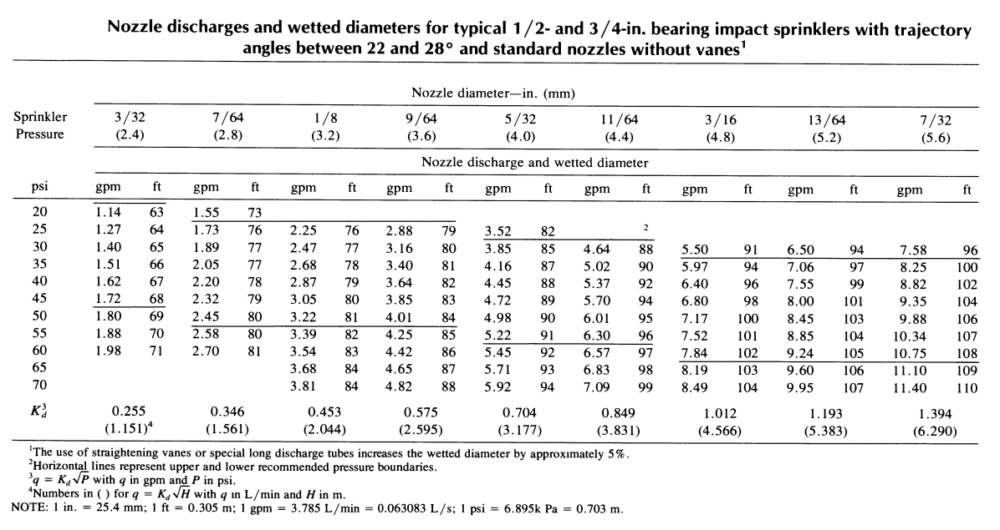 Nozzle discharges and wetted diameters for typical 1/2- and 3/4-in. bearing impact sprinklers with trajectory
angles between 22 and 28° and standard nozzles without vanes¹
Nozzle diameter—in. (mm)
Sprinkler 3/32 7/64 1/8 9/64 5/32 11/64 3/16 13/64 7/32
Pressure (2.4) (2.8) (3.2) (3.6) (4.0) (4.4) (4.8) (5.2) (5.6)
Nozzle discharge and wetted diameter
psi gpm ft gpm ft gpm ft gpm ft gpm ft gpm ft gpm ft gpm ft gpm ft
20 1.14 63 1.55 73
25 1.27 64 1.73 76 2.25 76 2.88 79 3.52 82 ²
30 1.40 65 1.89 77 2.47 77 3.16 80 3.85 85 4.64 88 5.50 91 6.50 94 7.58 96
35 1.51 66 2.05 77 2.68 78 3.40 81 4.16 87 5.02 90 5.97 94 7.06 97 8.25 100
40 1.62 67 2.20 78 2.87 79 3.64 82 4.45 88 5.37 92 6.40 96 7.55 99 8.82 102
45 1.72 68 2.32 79 3.05 80 3.85 83 4.72 89 5.70 94 6.80 98 8.00 101 9.35 104
50 1.80 69 2.45 80 3.22 81 4.01 84 4.98 90 6.01 95 7.17 100 8.45 103 9.88 106
55 1.88 70 2.58 80 3.39 82 4.25 85 5.22 91 6.30 96 7.52 101 8.85 104 10.34 107
60 1.98 71 2.70 81 3.54 83 4.42 86 5.45 92 6.57 97 7.84 102 9.24 105 10.75 108
65 3.68 84 4.65 87 5.71 93 6.83 98 8.19 103 9.60 106 11.10 109
70 3.81 84 4.82 88 5.92 94 7.09 99 8.49 104 9.95 107 11.40 110
K_d³ 0.255 0.346 0.453 0.575 0.704 0.849 1.012 1.193 1.394
(1.151)⁴ (1.561) (2.044) (2.595) (3.177) (3.831) (4.566) (5.383) (6.290)
¹The use of straightening vanes or special long discharge tubes increases the wetted diameter by approximately 5%.
²Horizontal lines represent upper and lower recommended pressure boundaries.
³q = K_d√P with q in gpm and P in psi.
⁴Numbers in ( ) for q = K_d√H with q in L/min and H in m.
NOTE: 1 in. = 25.4 mm; 1 ft = 0.305 m; 1 gpm = 3.785 L/min = 0.063083 L/s; 1 psi = 6.895k Pa = 0.703 m.